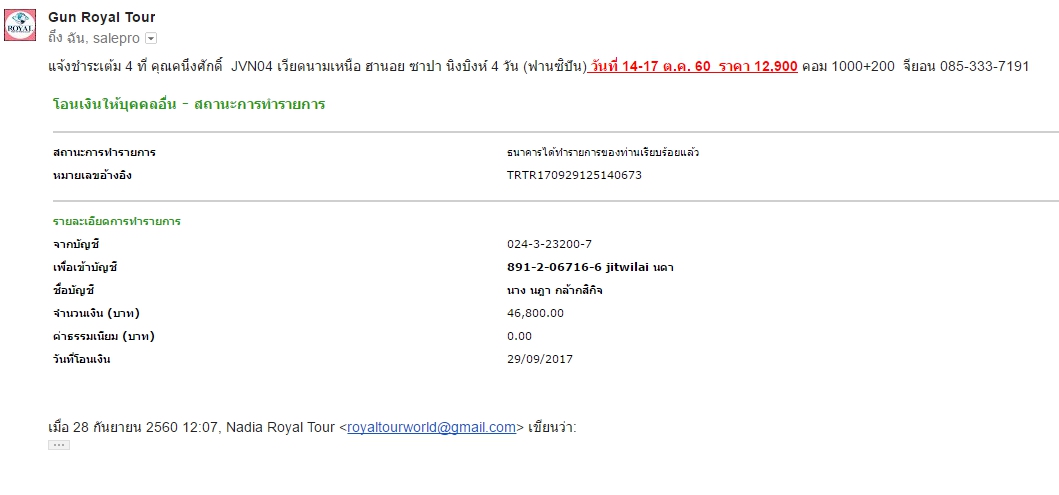 Gun Royal Tour
ROYAL
ถึง ฉัน, salepro
แจ้งชำระเต้ม 4 ที่ คุณคนึงศักดิ์ JVN04 เวียดนามเหนือ ฮานอย ซาปา นิงบิงห์ 4 วัน (ฟานซิปัน) วันที่ 14-17 ต.ค. 60 ราคา 12,900 คอม 1000+200 จียอน 085-333-7191
โอนเงินให้บุคคลอื่น - สถานะการทำรายการ
สถานะการทำรายการ ธนาคารได้ทำรายการของท่านเรียบร้อยแล้ว
หมายเลขอ้างอิง TRTR170929125140673
รายละเอียดการทำรายการ
จากบัญชี 024-3-23200-7
เพื่อเข้าบัญชี 891-2-06716-6 jitwilai นดา
ชื่อบัญชี นาง นฎา กล้ากสิกิจ
จำนวนเงิน (บาท) 46,800.00
ค่าธรรมเนียม (บาท) 0.00
วันที่โอนเงิน 29/09/2017
เมื่อ 28 กันยายน 2560 12:07, Nadia Royal Tour <royaltourworld@gmail.com> เขียนว่า: